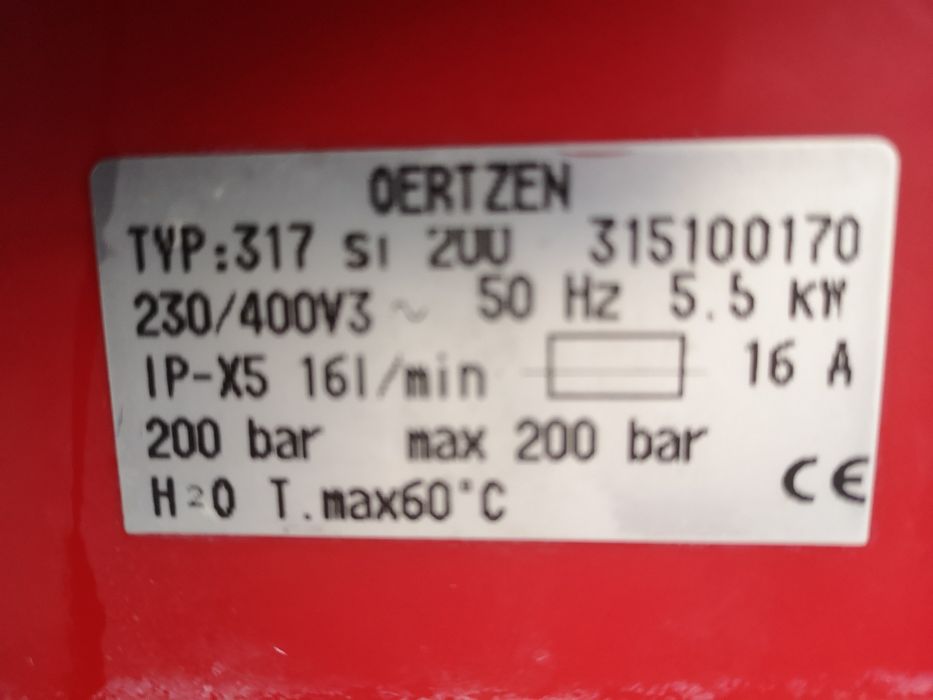 OERTZEN
TYP:317 SI 200 315100170
230/400V3 ~ 50 Hz 5.5 KW
IP-X5 16l/min 16 A
200 bar max 200 bar
H2O T.max60°C
CE